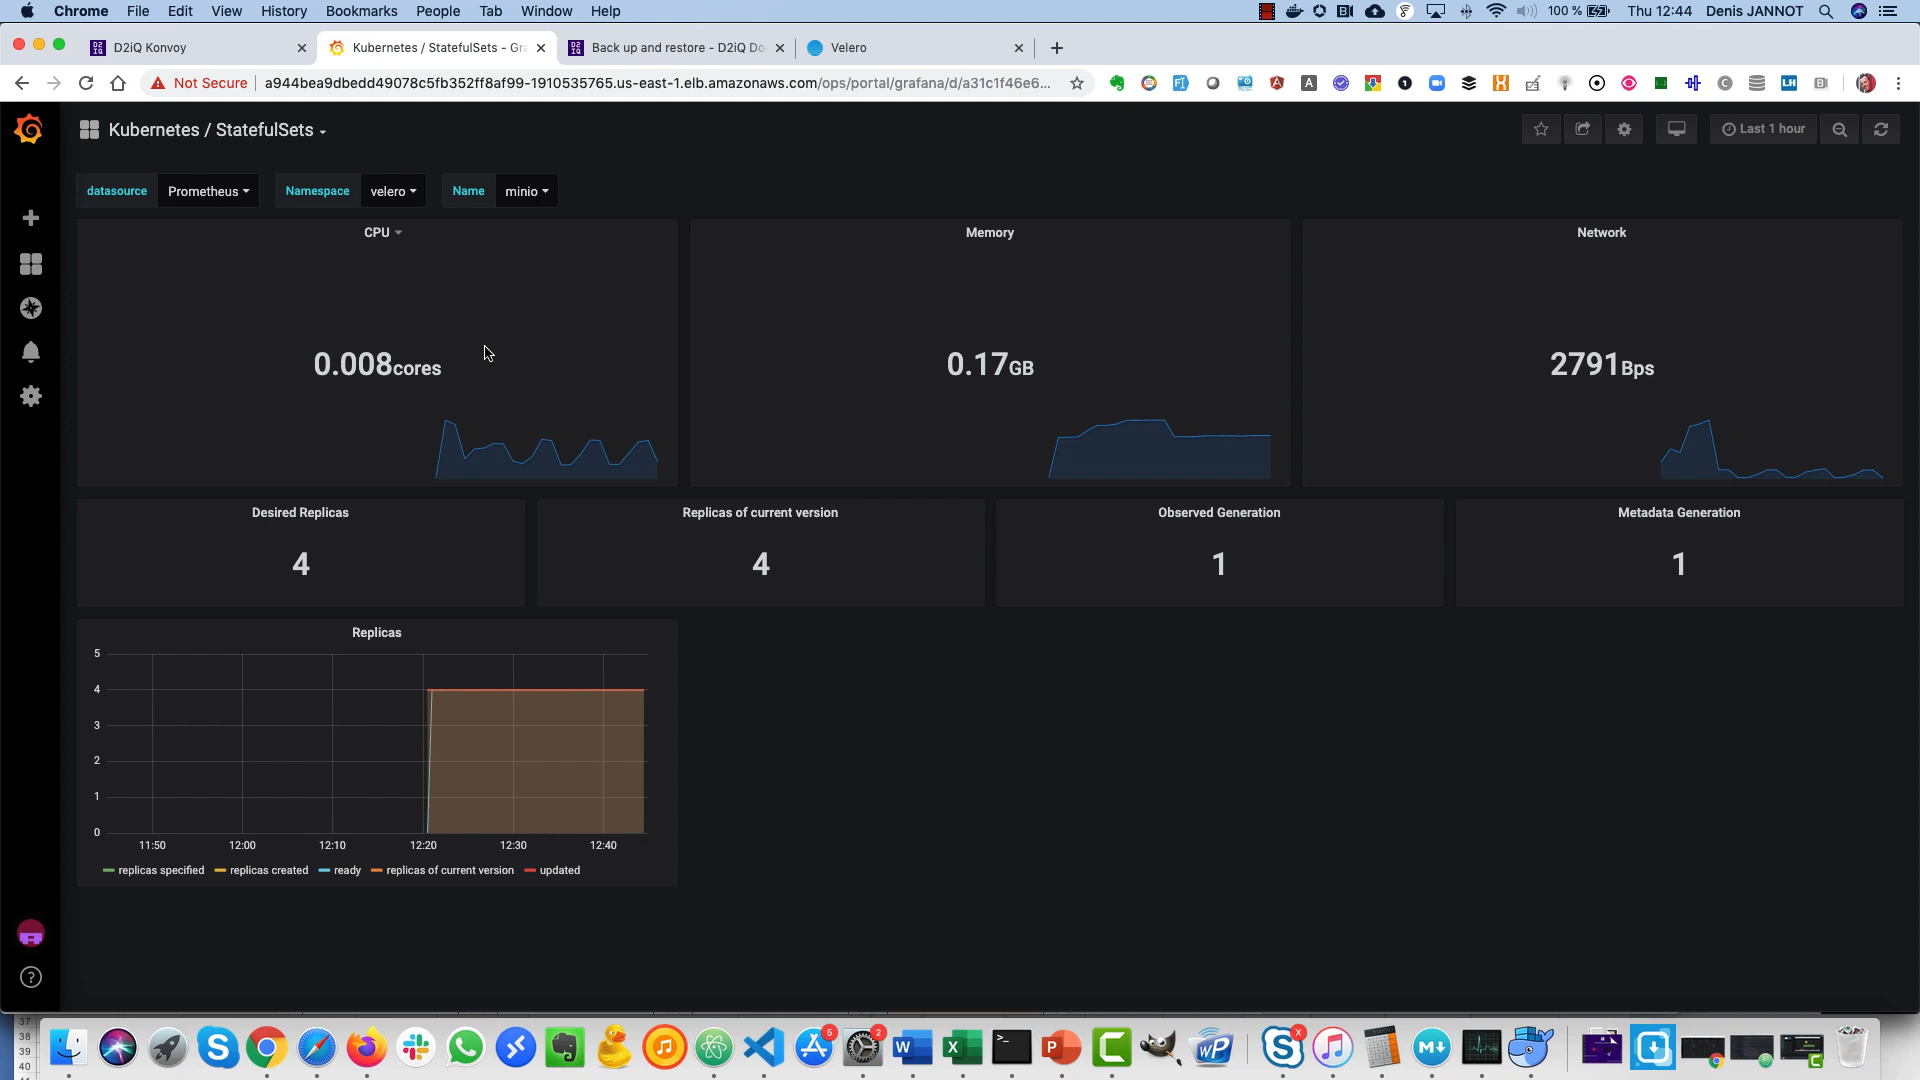 Chrome File Edit View History Bookmarks People Tab Window Help 100 % Thu 12:44 Denis JANNOT
D2iQ Konvoy Kubernetes / StatefulSets - Gra Back up and restore - D2iQ Do Velero
Not Secure a944bea9dbedd49078c5fb352ff8af99-1910535765.us-east-1.elb.amazonaws.com/ops/portal/grafana/d/a31c1f46e6...
Kubernetes / StatefulSets Last 1 hour
datasource Prometheus Namespace velero Name minio
CPU Memory Network
0.008cores 0.17GB 2791Bps
Desired Replicas Replicas of current version Observed Generation Metadata Generation
4 4 1 1
Replicas
5
4
3
2
1
0
11:50 12:00 12:10 12:20 12:30 12:40
replicas specified replicas created ready replicas of current version updated
37
38
39
40